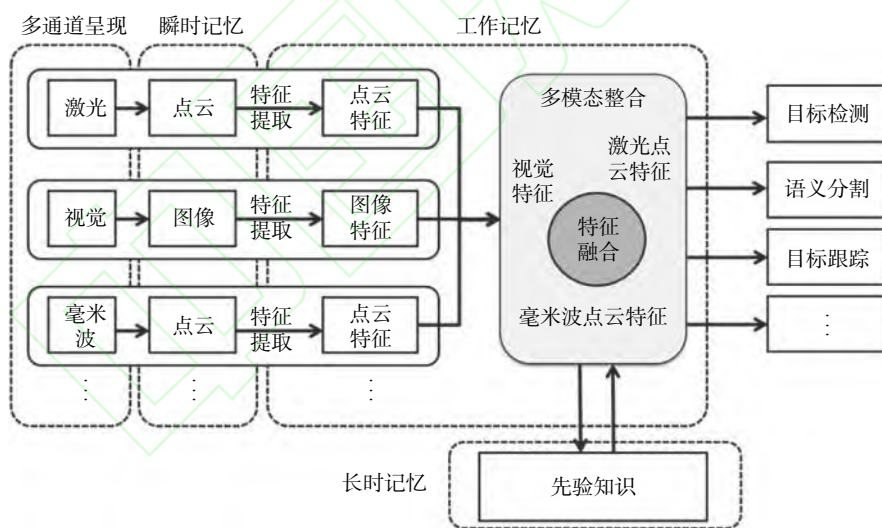 多通道呈现
瞬时记忆
工作记忆
激光
点云
特征
提取
点云
特征
视觉
图像
特征
提取
图像
特征
毫米
波
点云
特征
提取
点云
特征
⋮
⋮
⋮
多模态整合
视觉
特征
激光点
云特征
特征
融合
毫米波点云特征
目标检测
语义分割
目标跟踪
⋮
长时记忆
先验知识